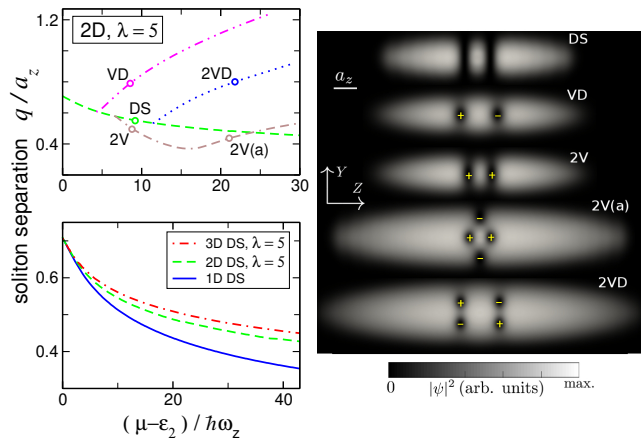 soliton separation q / a_z
1.2
0.8
0.4
2D, λ = 5
VD
2VD
DS
2V
2V(a)
0 10 20 30
0.6
0.4
3D DS, λ = 5
2D DS, λ = 5
1D DS
0 20 40
(μ−ε₂) / ħω_z
DS
a_z
VD
+ −
2V
+ +
Y
Z
2V(a)
−
+ +
−
2VD
+ −
− +
0 |ψ|² (arb. units) max.